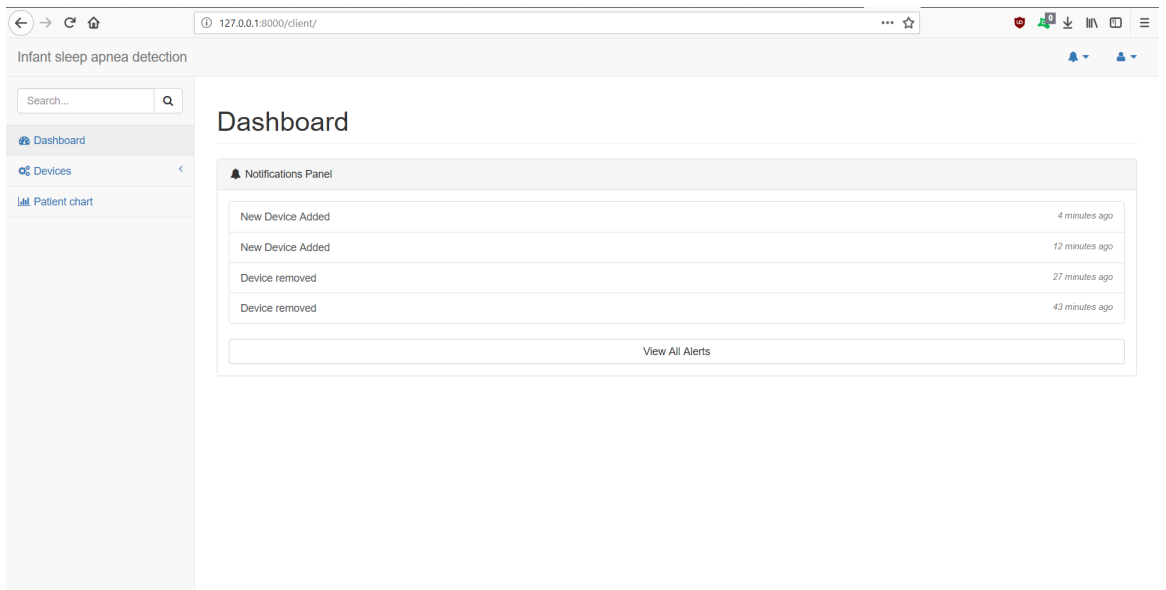 127.0.0.1:8000/client/
0
Infant sleep apnea detection
Search...
Dashboard
Devices
Patient chart
Dashboard
Notifications Panel
New Device Added 4 minutes ago
New Device Added 12 minutes ago
Device removed 27 minutes ago
Device removed 43 minutes ago
View All Alerts